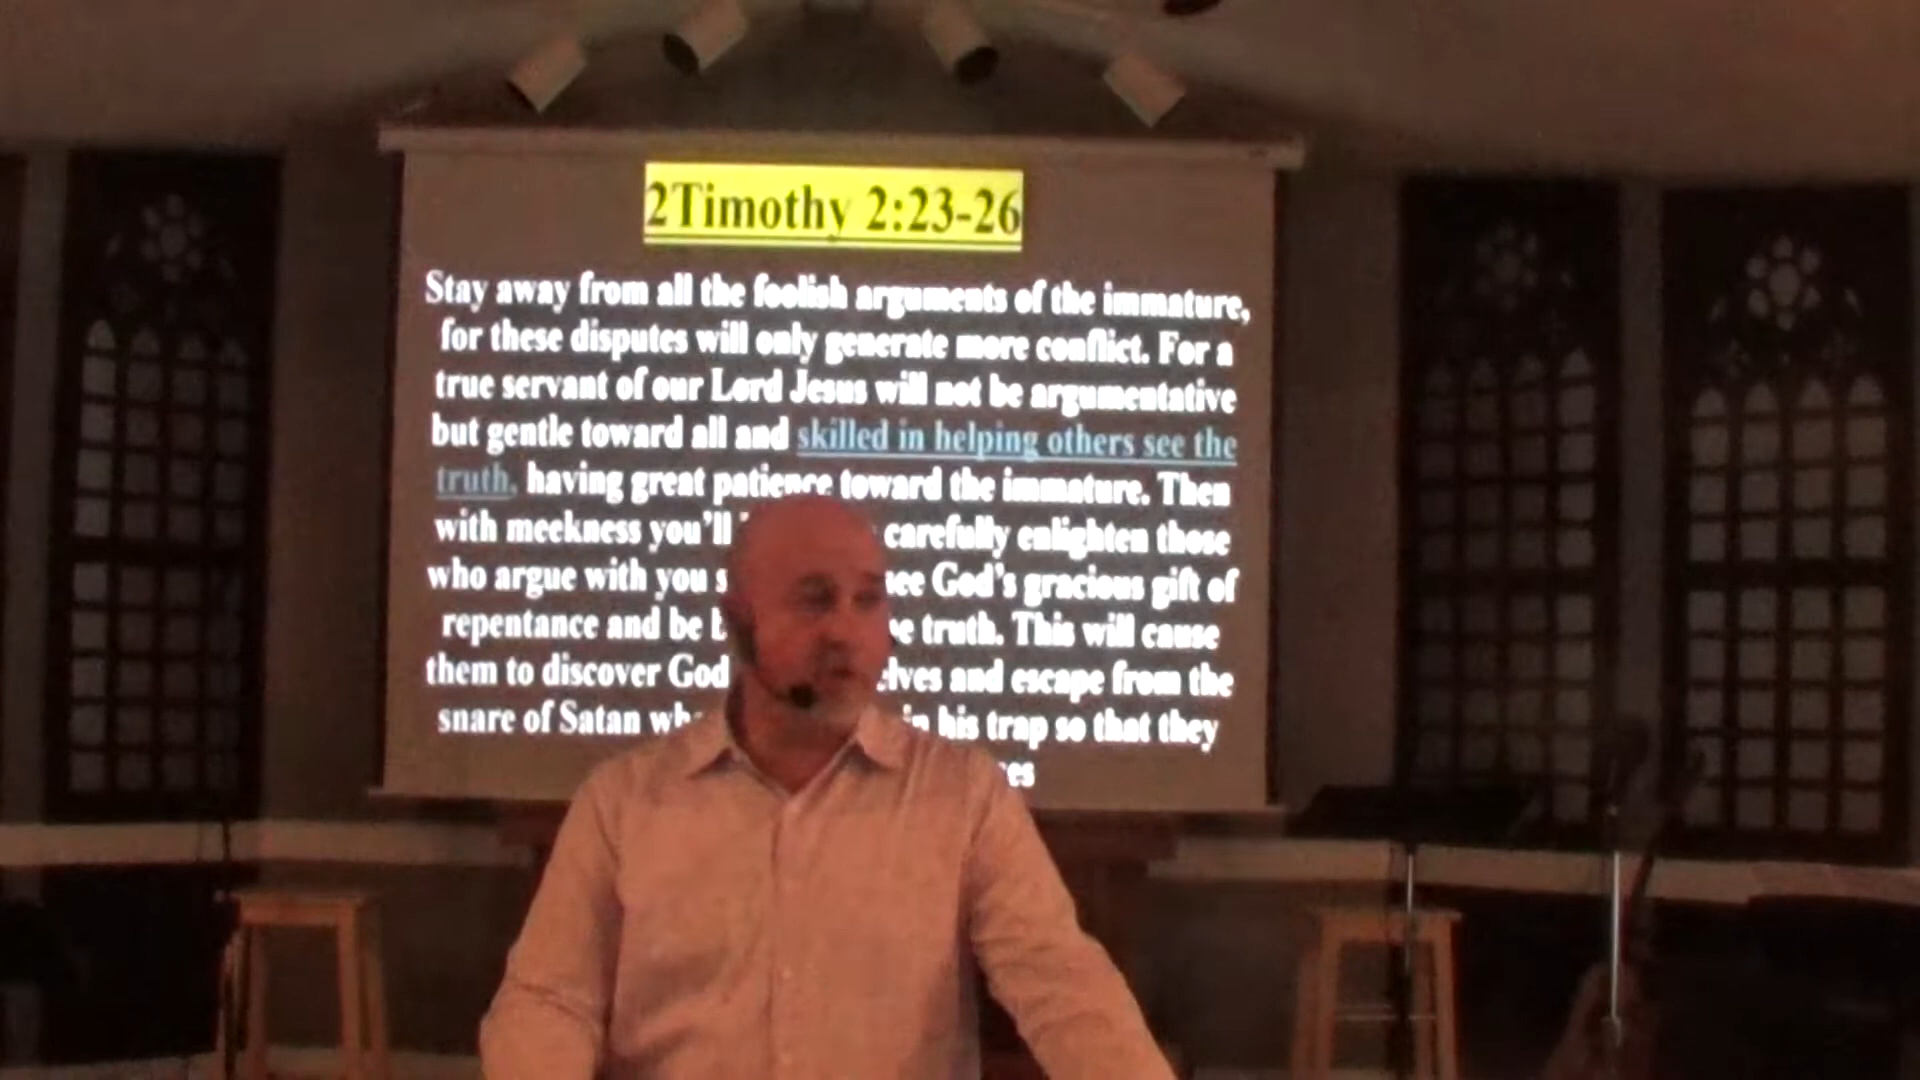 2Timothy 2:23-26
Stay away from all the foolish arguments of the immature,
for these disputes will only generate more conflict. For a
true servant of our Lord Jesus will not be argumentative
but gentle toward all and skilled in helping others see the
truth, having great patience toward the immature. Then
with meekness you'll carefully enlighten those
who argue with you God's gracious gift of
repentance and be truth. This will cause
them to discover God and escape from the
snare of Satan his trap so that they